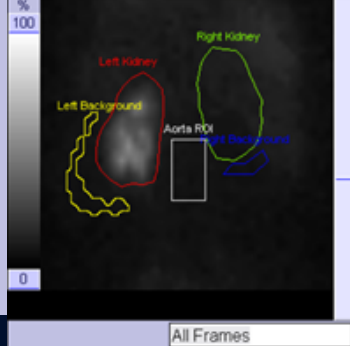 %
100
Right Kidney
Left Kidney
Left Background
Aorta ROI
Right Background
0
All Frames